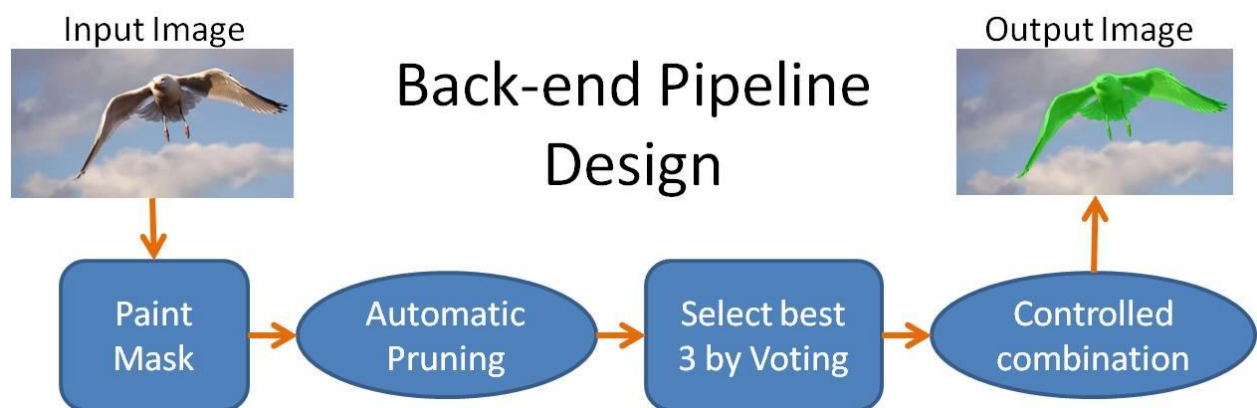 Input Image
Back-end Pipeline
Design
Output Image
Paint
Mask
Automatic
Pruning
Select best
3 by Voting
Controlled
combination